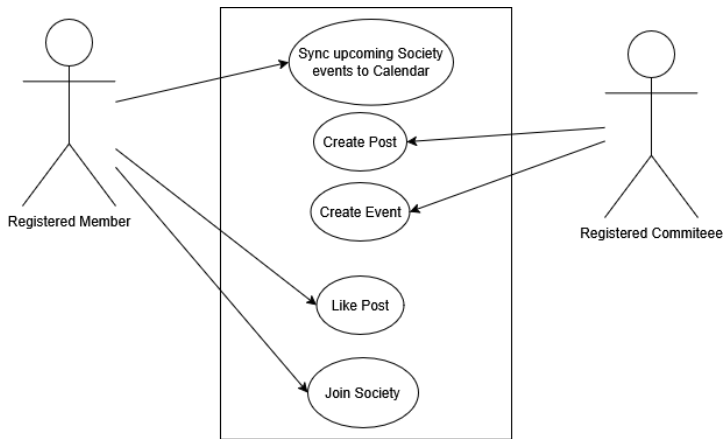 Sync upcoming Society
events to Calendar
Create Post
Create Event
Registered Member
Registered Commiteee
Like Post
Join Society